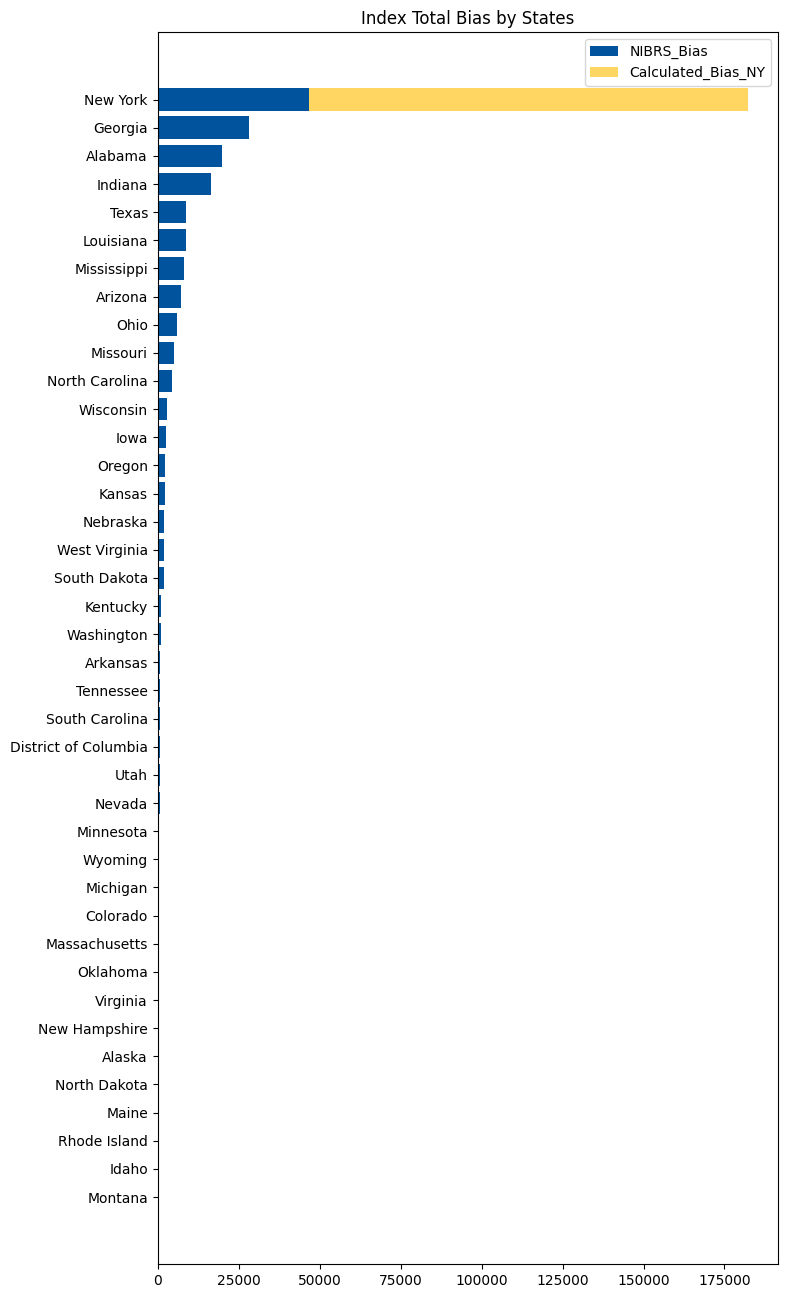 Index Total Bias by States
NIBRS_Bias
Calculated_Bias_NY
New York
Georgia
Alabama
Indiana
Texas
Louisiana
Mississippi
Arizona
Ohio
Missouri
North Carolina
Wisconsin
Iowa
Oregon
Kansas
Nebraska
West Virginia
South Dakota
Kentucky
Washington
Arkansas
Tennessee
South Carolina
District of Columbia
Utah
Nevada
Minnesota
Wyoming
Michigan
Colorado
Massachusetts
Oklahoma
Virginia
New Hampshire
Alaska
North Dakota
Maine
Rhode Island
Idaho
Montana
0 25000 50000 75000 100000 125000 150000 175000